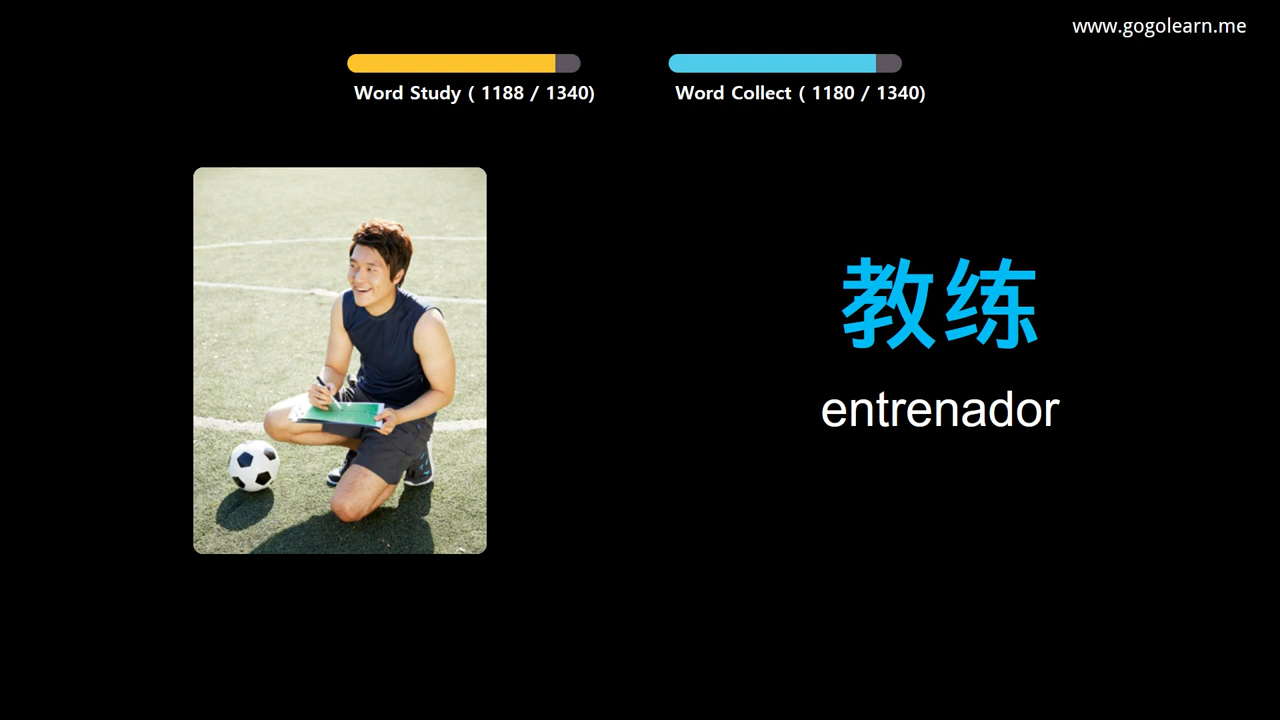 www.gogolearn.me
Word Study ( 1188 / 1340)
Word Collect ( 1180 / 1340)
教练
entrenador